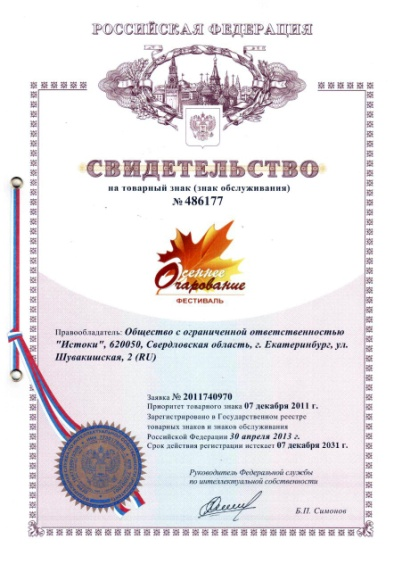 РОССИЙСКАЯ ФЕДЕРАЦИЯ
СВИДЕТЕЛЬСТВО
на товарный знак (знак обслуживания)
№ 486177
Осеннее
Очарование
ФЕСТИВАЛЬ
Правообладатель: Общество с ограниченной ответственностью
"Истоки", 620050, Свердловская область, г. Екатеринбург, ул.
Шувакишская, 2 (RU)
Заявка № 2011740970
Приоритет товарного знака 07 декабря 2011 г.
Зарегистрировано в Государственном реестре
товарных знаков и знаков обслуживания
Российской Федерации 30 апреля 2013 г.
Срок действия регистрации истекает 07 декабря 2031 г.
Руководитель Федеральной службы
по интеллектуальной собственности
Б.П. Симонов